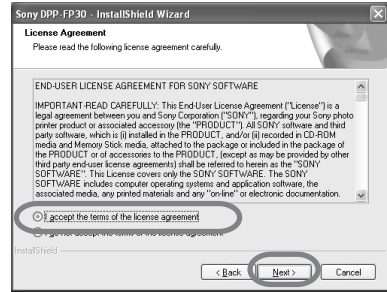 Sony DPP-FP30 - InstallShield Wizard
License Agreement
Please read the following license agreement carefully.
END-USER LICENSE AGREEMENT FOR SONY SOFTWARE
IMPORTANT-READ CAREFULLY: This End-User License Agreement ("License") is a
legal agreement between you and Sony Corporation ("SONY"), regarding your Sony photo
printer product or associated accessory (the "PRODUCT"). All SONY software and third
party software, which is (i) installed in the PRODUCT, and/or (ii) recorded in CD-ROM
media and Memory Stick media, attached to the package or included in the package of
the PRODUCT or of accessories to the PRODUCT, (except as may be provided by other
third party end-user license agreements) shall be referred to herein as the "SONY
SOFTWARE". This License covers only the SONY SOFTWARE. The SONY
SOFTWARE includes computer operating systems and application software, the
associated media, any printed materials and any "on-line" or electronic documentation.
I accept the terms of the license agreement
I do not accept the terms of the license agreement
InstallShield
< Back
Next >
Cancel